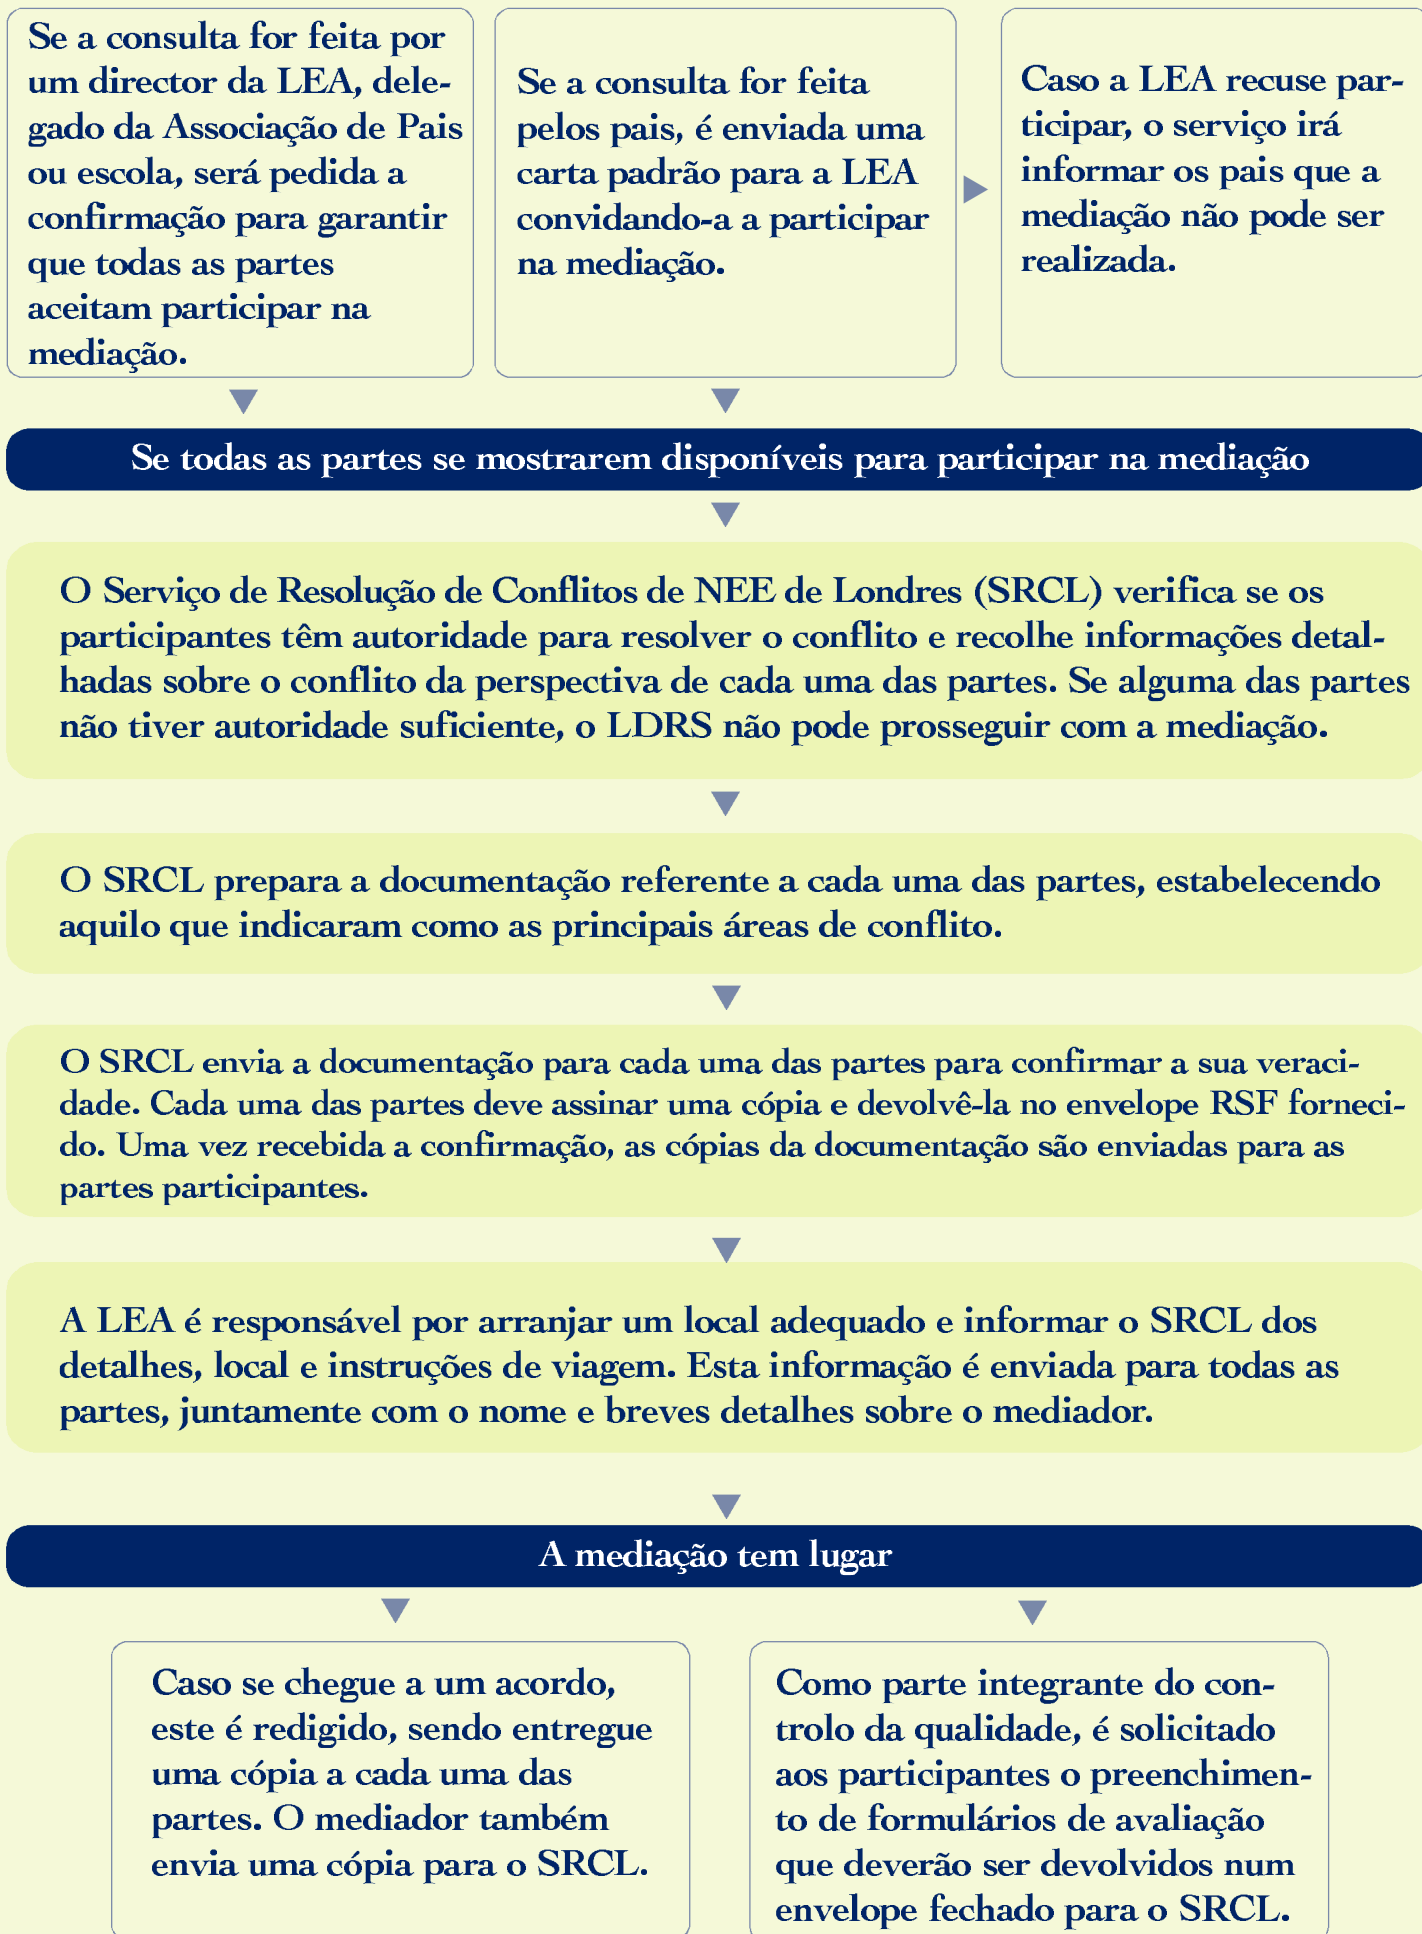 Se a consulta for feita por
um director da LEA, dele-
gado da Associação de Pais
ou escola, será pedida a
confirmação para garantir
que todas as partes
aceitam participar na
mediação.
Se a consulta for feita
pelos pais, é enviada uma
carta padrão para a LEA
convidando-a a participar
na mediação.
Caso a LEA recuse par-
ticipar, o serviço irá
informar os pais que a
mediação não pode ser
realizada.
Se todas as partes se mostrarem disponíveis para participar na mediação
O Serviço de Resolução de Conflitos de NEE de Londres (SRCL) verifica se os
participantes têm autoridade para resolver o conflito e recolhe informações detal-
hadas sobre o conflito da perspectiva de cada uma das partes. Se alguma das partes
não tiver autoridade suficiente, o LDRS não pode prosseguir com a mediação.
O SRCL prepara a documentação referente a cada uma das partes, estabelecendo
aquilo que indicaram como as principais áreas de conflito.
O SRCL envia a documentação para cada uma das partes para confirmar a sua veraci-
dade. Cada uma das partes deve assinar uma cópia e devolvê-la no envelope RSF forneci-
do. Uma vez recebida a confirmação, as cópias da documentação são enviadas para as
partes participantes.
A LEA é responsável por arranjar um local adequado e informar o SRCL dos
detalhes, local e instruções de viagem. Esta informação é enviada para todas as
partes, juntamente com o nome e breves detalhes sobre o mediador.
A mediação tem lugar
Caso se chegue a um acordo,
este é redigido, sendo entregue
uma cópia a cada uma das
partes. O mediador também
envia uma cópia para o SRCL.
Como parte integrante do con-
trolo da qualidade, é solicitado
aos participantes o preenchimen-
to de formulários de avaliação
que deverão ser devolvidos num
envelope fechado para o SRCL.